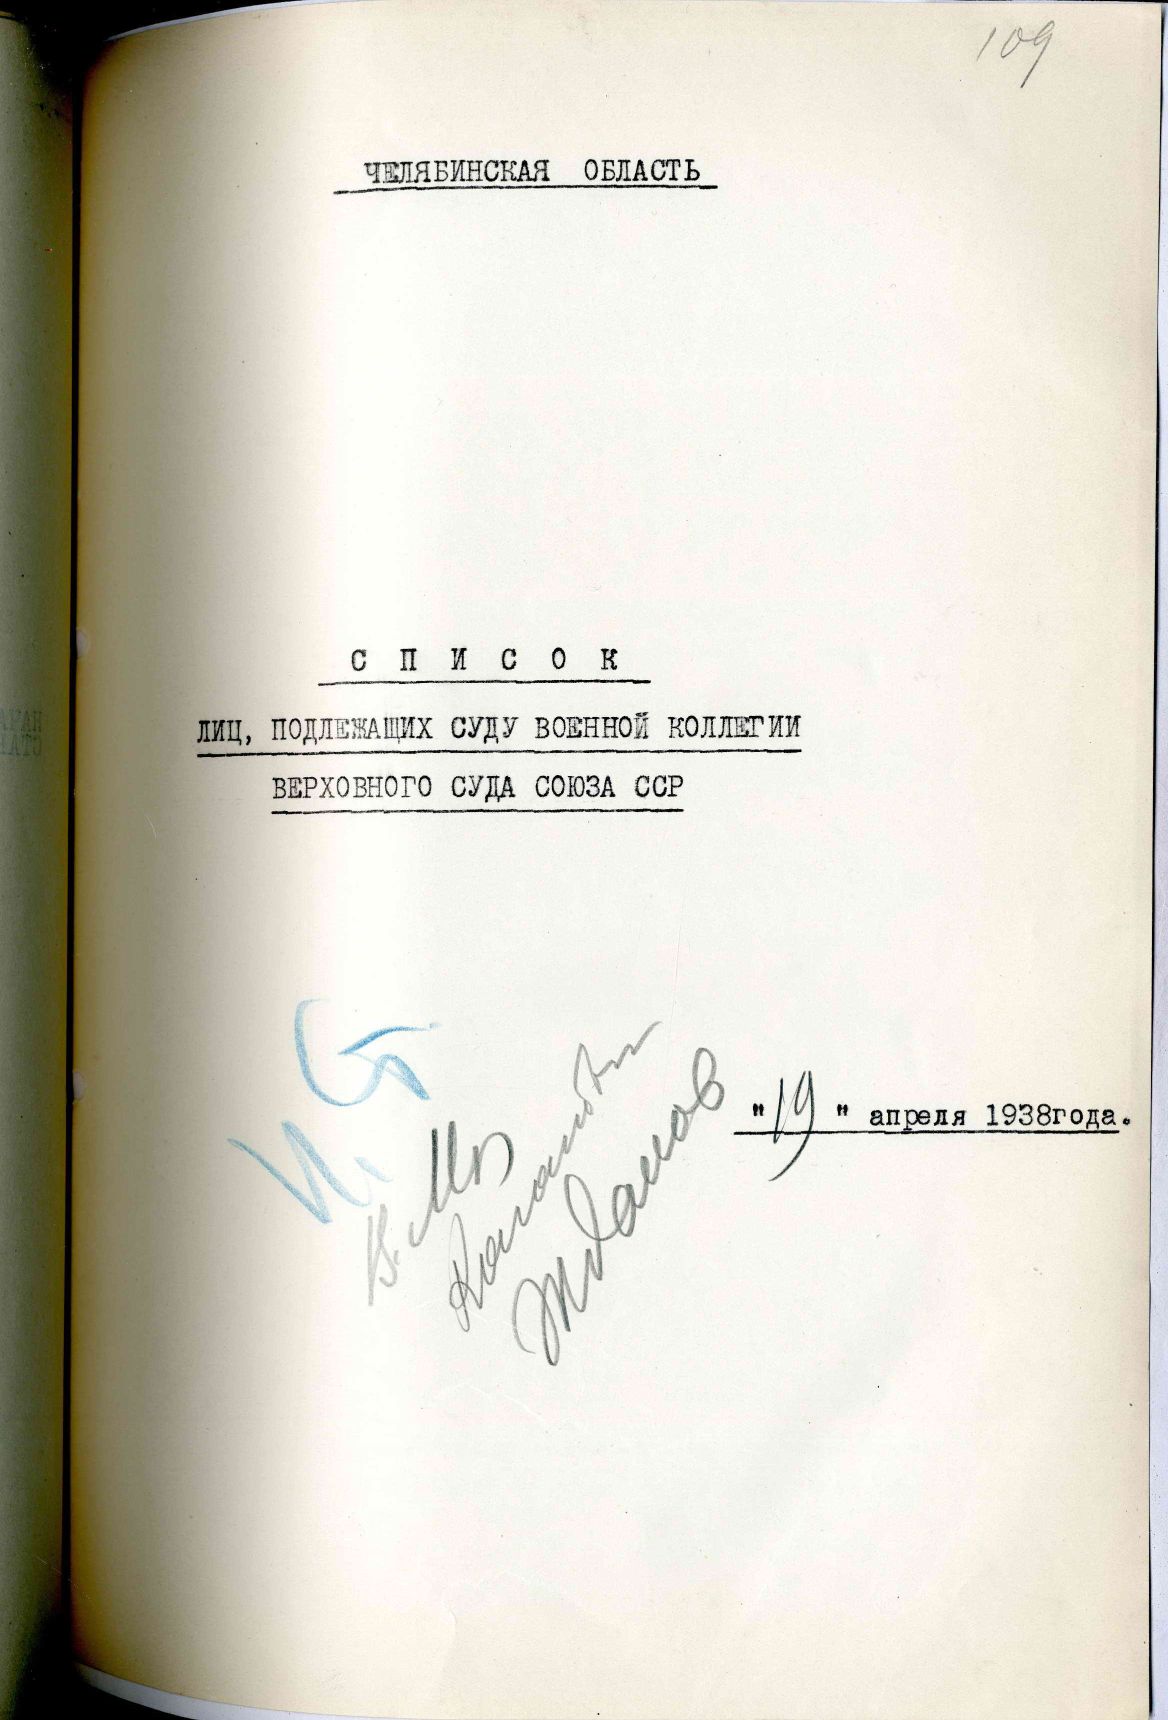 109
ЧЕЛЯБИНСКАЯ ОБЛАСТЬ
С П И С О К
ЛИЦ, ПОДЛЕЖАЩИХ СУДУ ВОЕННОЙ КОЛЛЕГИИ
ВЕРХОВНОГО СУДА СОЮЗА ССР
"19" апреля 1938года.
И. Ст
В. Мол
Каганович
Жданов